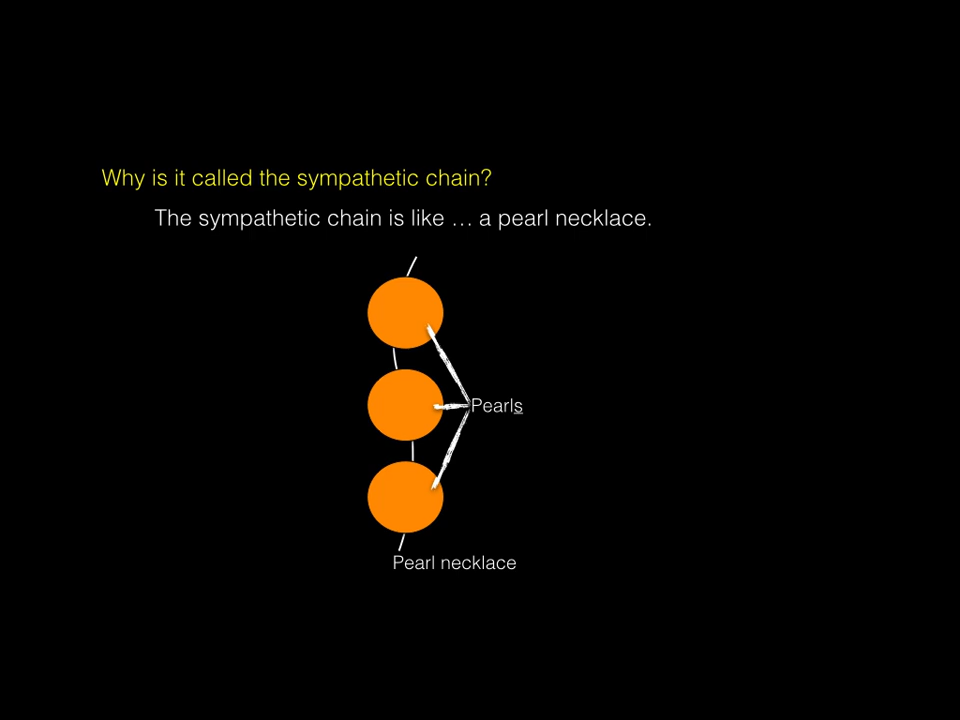 Why is it called the sympathetic chain?
The sympathetic chain is like … a pearl necklace.
Pearls
Pearl necklace